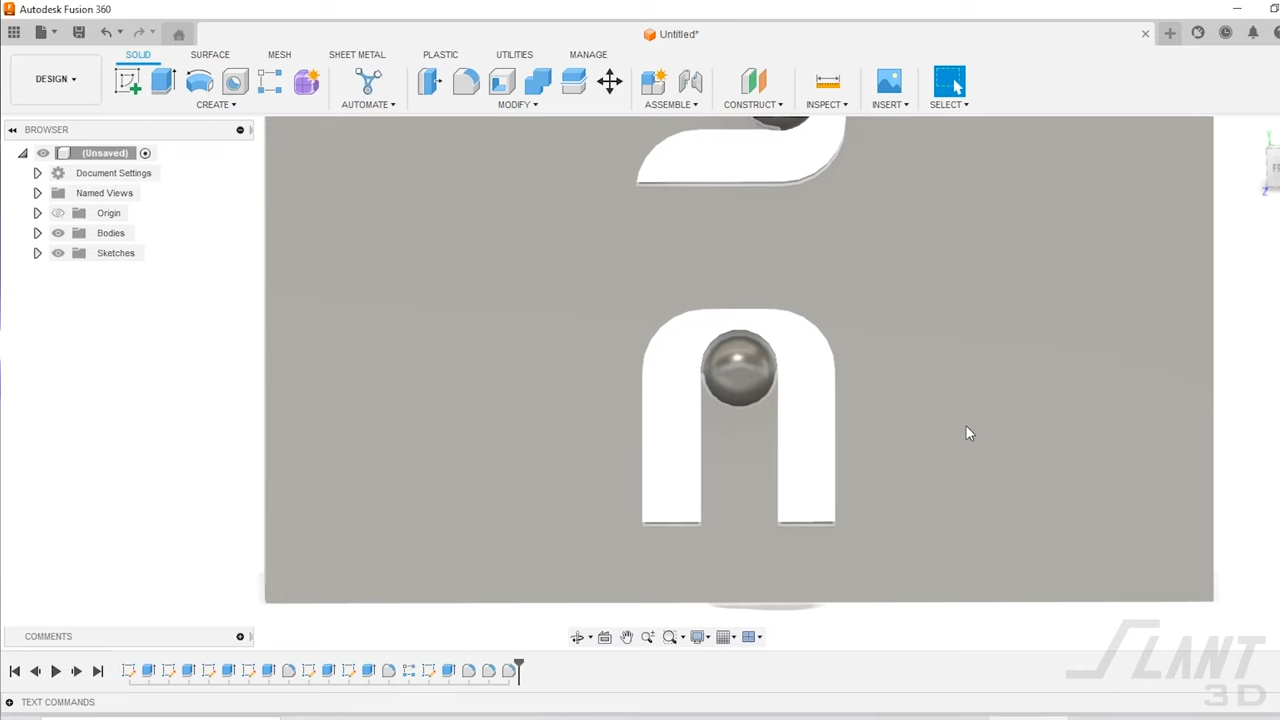 Autodesk Fusion 360
Untitled*
SOLID SURFACE MESH SHEET METAL PLASTIC UTILITIES MANAGE
DESIGN
CREATE AUTOMATE MODIFY ASSEMBLE CONSTRUCT INSPECT INSERT SELECT
BROWSER
(Unsaved)
Document Settings
Named Views
Origin
Bodies
Sketches
COMMENTS
TEXT COMMANDS
SLANT
3D